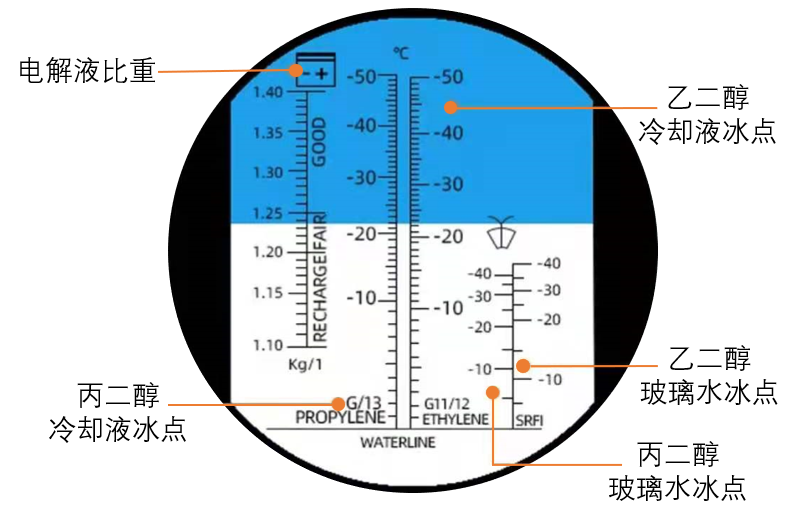 电解液比重
- +
1.40
1.35
1.30
1.25
1.20
1.15
1.10
Kg/1
GOOD
FAIR
RECHARGE
°C
-50
-40
-30
-20
-10
G/13
PROPYLENE
-50
-40
-30
-20
-10
G11/12
ETHYLENE
-40
-30
-20
-10
-40
-30
-20
-10
SRFI
WATERLINE
乙二醇
冷却液冰点
乙二醇
玻璃水冰点
丙二醇
冷却液冰点
丙二醇
玻璃水冰点